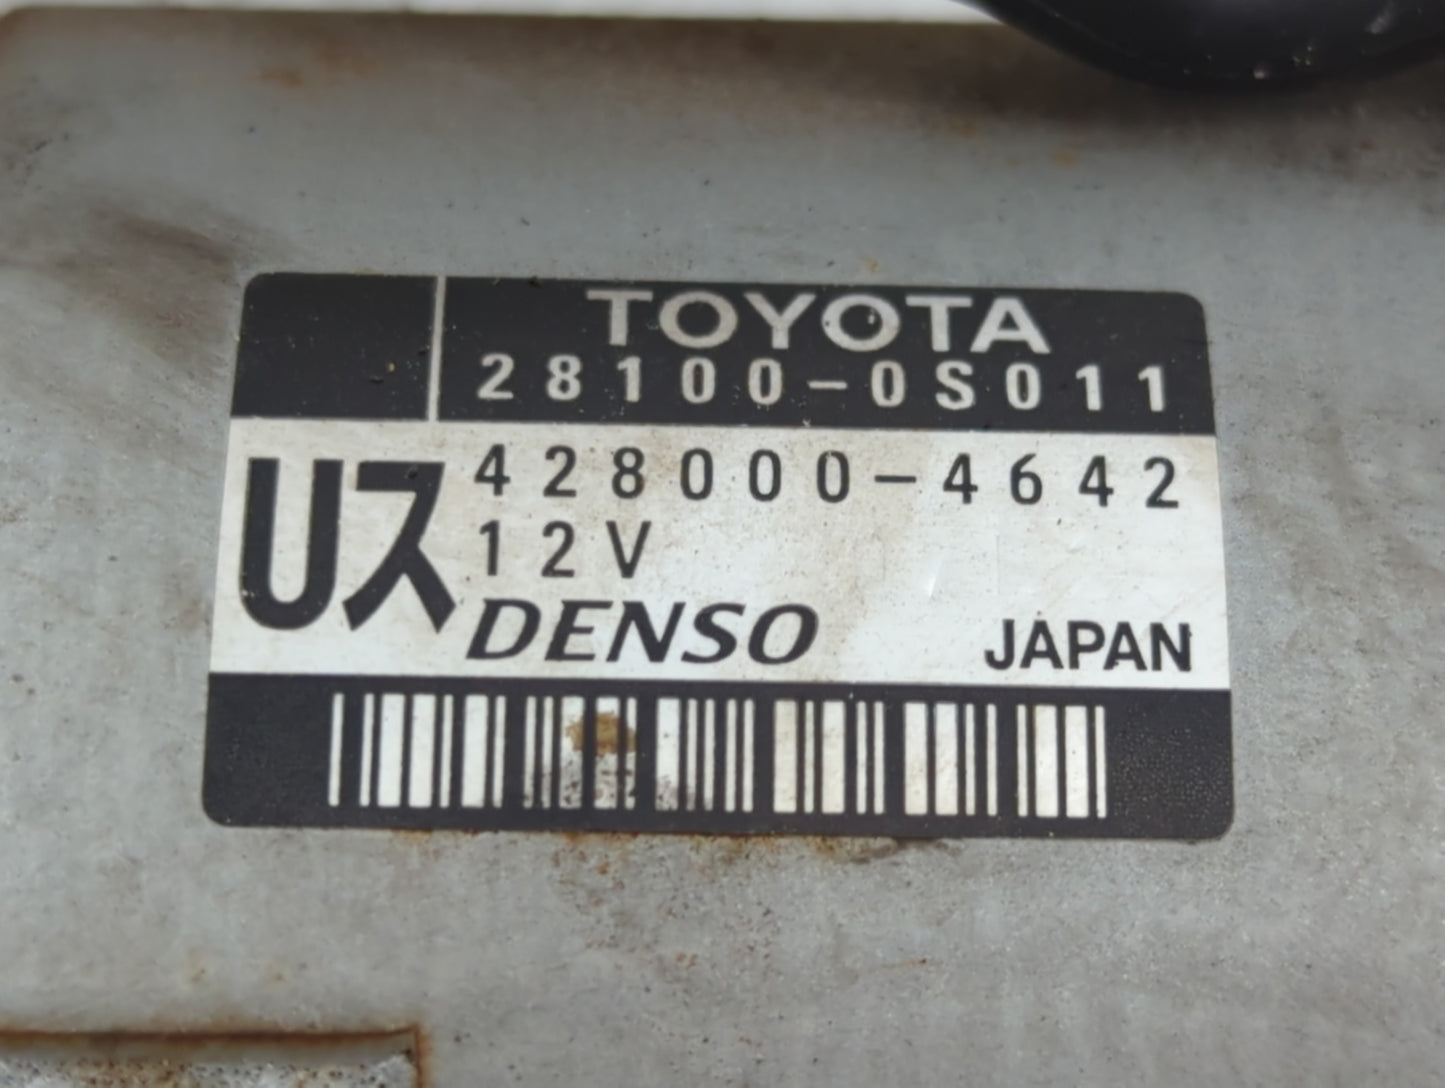 TOYOTA
28100-0S011
Uス
428000-4642
12V
DENSO JAPAN